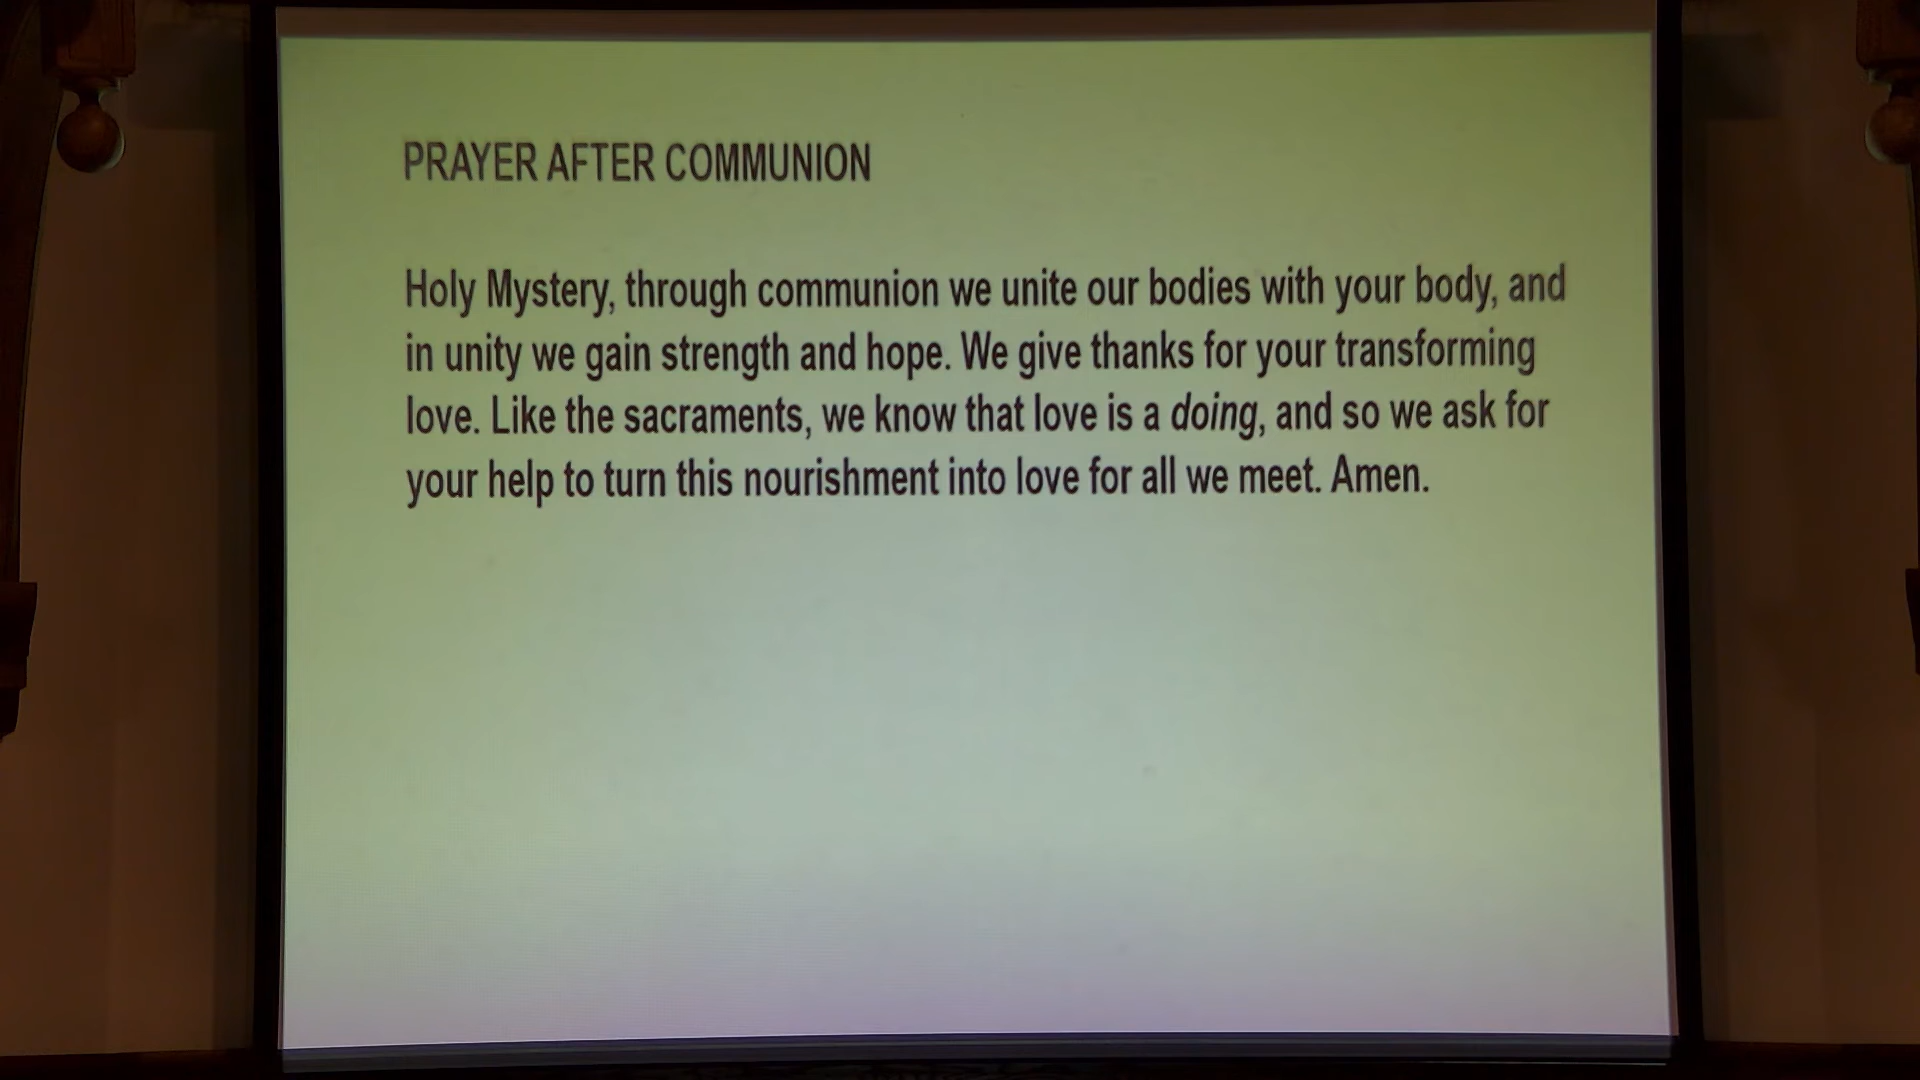 PRAYER AFTER COMMUNION
Holy Mystery, through communion we unite our bodies with your body, and
in unity we gain strength and hope. We give thanks for your transforming
love. Like the sacraments, we know that love is a doing, and so we ask for
your help to turn this nourishment into love for all we meet. Amen.